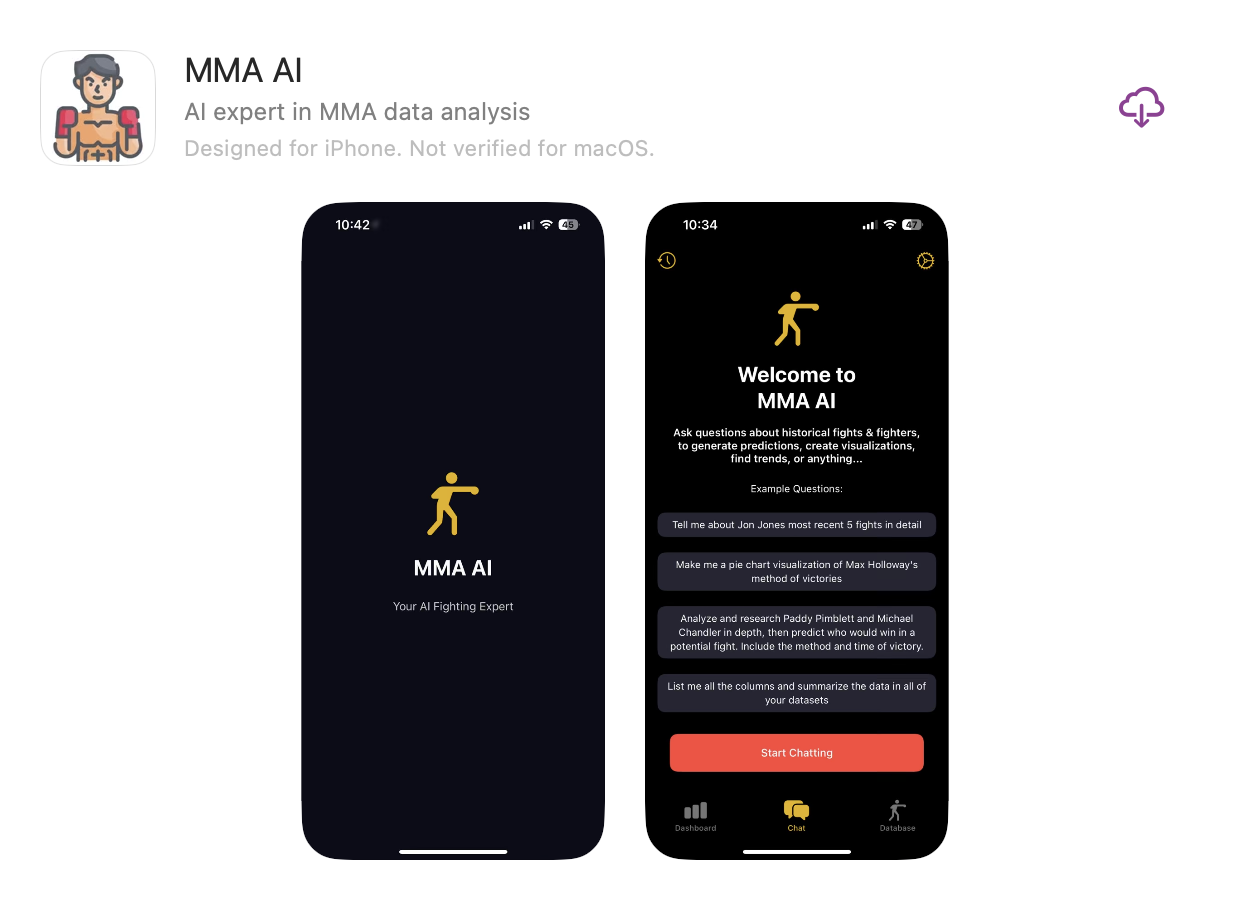 MMA AI
AI expert in MMA data analysis
Designed for iPhone. Not verified for macOS.
10:42
45
MMA AI
Your AI Fighting Expert
10:34
47
Welcome to
MMA AI
Ask questions about historical fights & fighters,
to generate predictions, create visualizations,
find trends, or anything...
Example Questions:
Tell me about Jon Jones most recent 5 fights in detail
Make me a pie chart visualization of Max Holloway's
method of victories
Analyze and research Paddy Pimblett and Michael
Chandler in depth, then predict who would win in a
potential fight. Include the method and time of victory.
List me all the columns and summarize the data in all of
your datasets
Start Chatting
Dashboard
Chat
Database